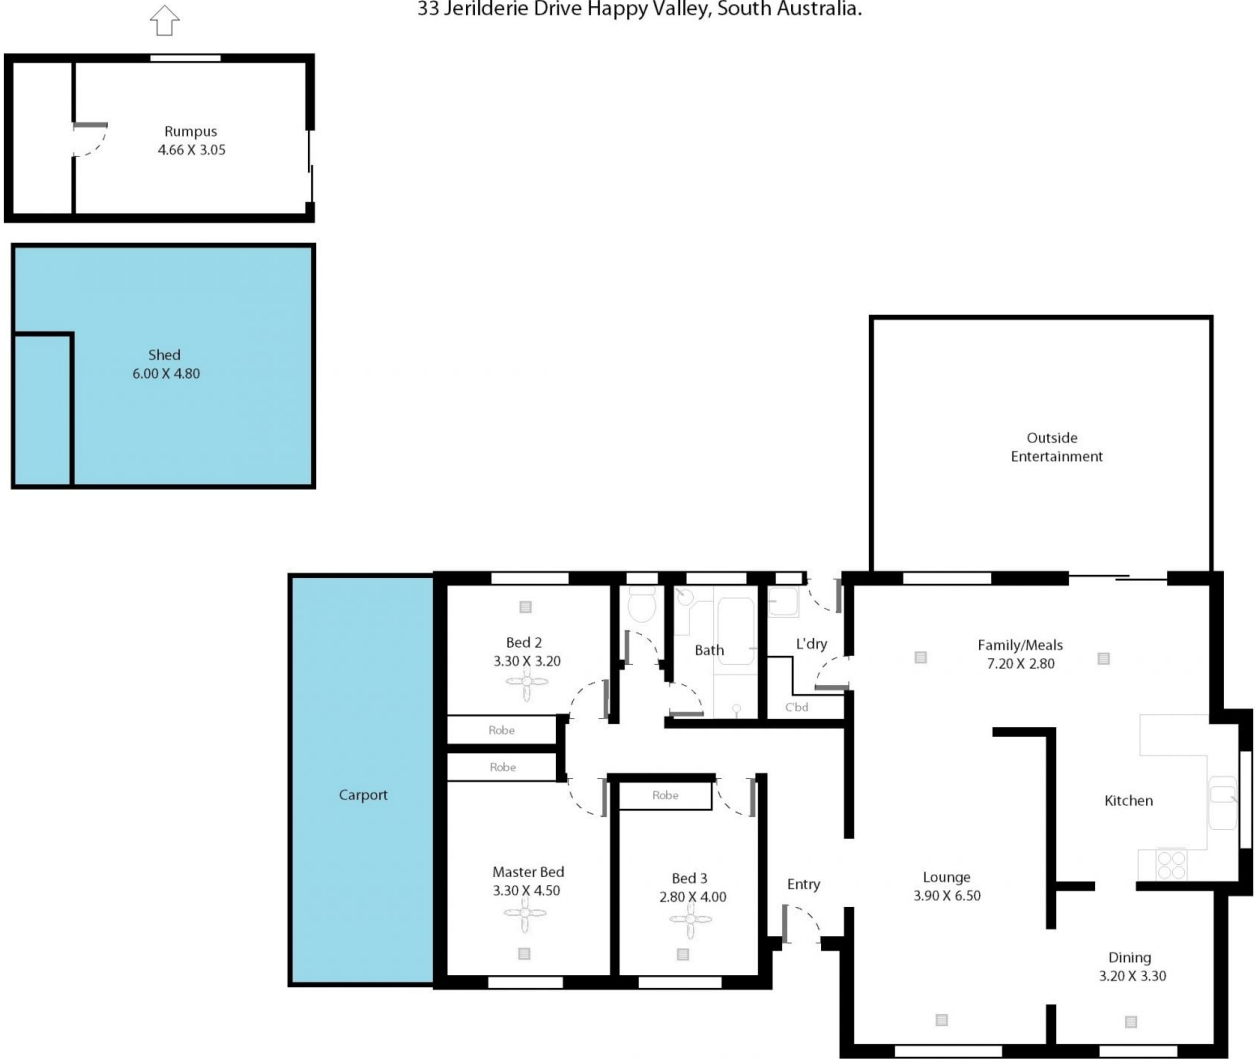 33 Jerilderie Drive Happy Valley, South Australia.
Rumpus
4.66 X 3.05
Shed
6.00 X 4.80
Outside
Entertainment
Bed 2
3.30 X 3.20
Bath
L'dry
Family/Meals
7.20 X 2.80
C'bd
Robe
Robe
Robe
Carport
Kitchen
Master Bed
3.30 X 4.50
Bed 3
2.80 X 4.00
Entry
Lounge
3.90 X 6.50
Dining
3.20 X 3.30